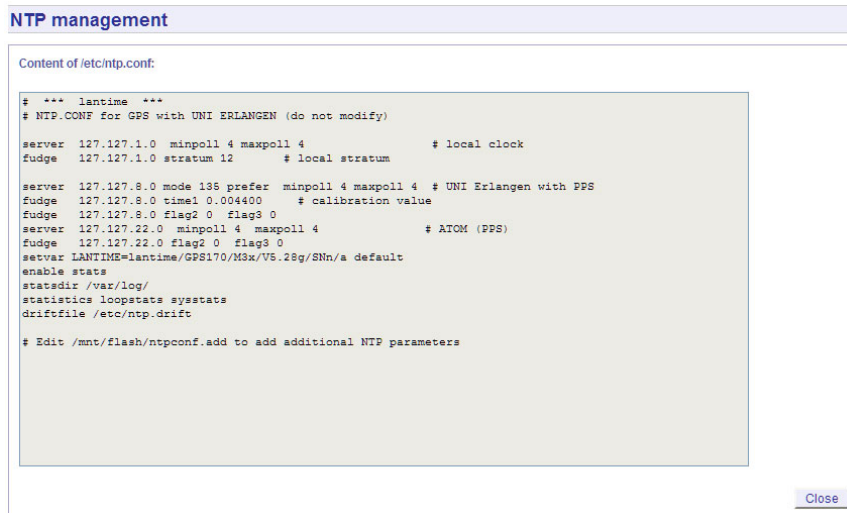 NTP management
Content of /etc/ntp.conf:
#  ***  lantime  ***
# NTP.CONF for GPS with UNI ERLANGEN (do not modify)
server  127.127.1.0  minpoll 4 maxpoll 4                  # local clock
fudge   127.127.1.0 stratum 12       # local stratum
server  127.127.8.0 mode 135 prefer  minpoll 4 maxpoll 4  # UNI Erlangen with PPS
fudge   127.127.8.0 time1 0.004400     # calibration value
fudge   127.127.8.0 flag2 0  flag3 0
server  127.127.22.0  minpoll 4  maxpoll 4                # ATOM (PPS)
fudge   127.127.22.0 flag2 0  flag3 0
setvar LANTIME=lantime/GPS170/M3x/V5.28g/SNn/a default
enable stats
statsdir /var/log/
statistics loopstats sysstats
driftfile /etc/ntp.drift
# Edit /mnt/flash/ntpconf.add to add additional NTP parameters
Close